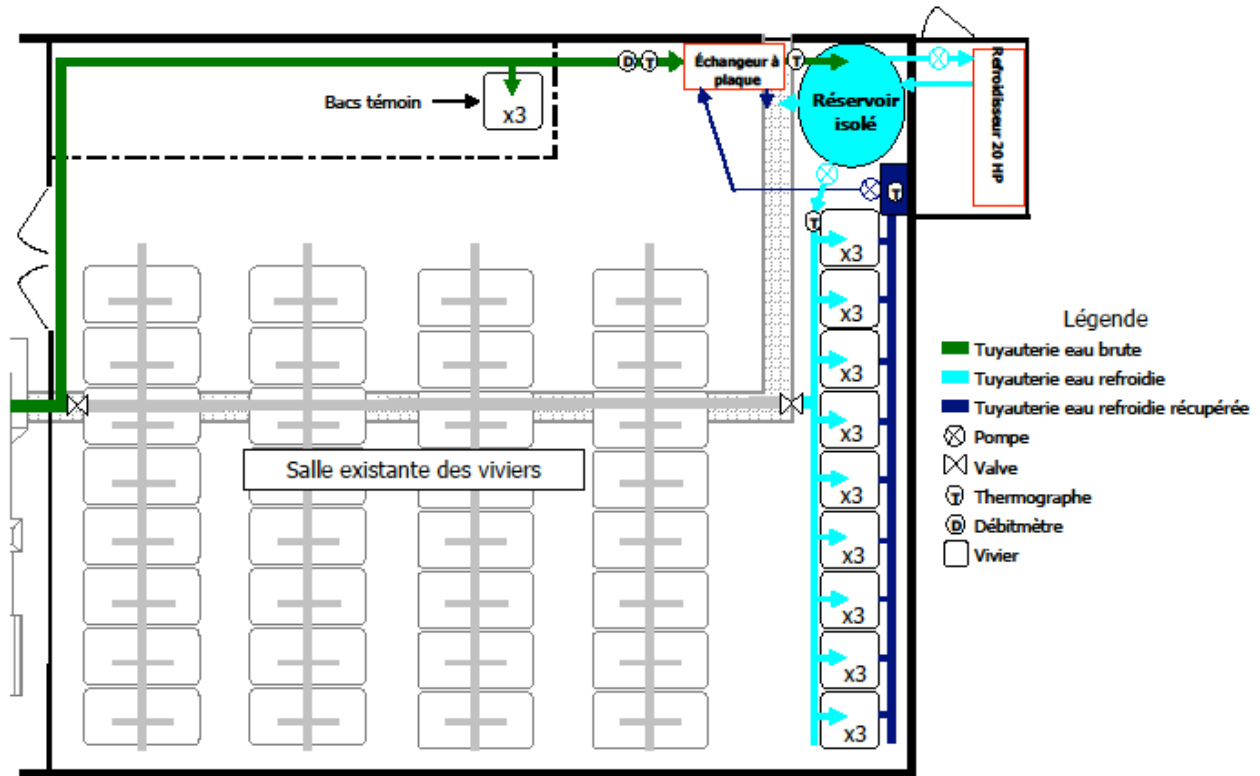 Bacs témoin
x3
D
T
Échangeur à
plaque
T
Réservoir
isolé
Refroidisseur 20 HP
T
T
x3
x3
x3
x3
x3
x3
x3
x3
x3
Salle existante des viviers
Légende
Tuyauterie eau brute
Tuyauterie eau refroidie
Tuyauterie eau refroidie récupérée
Pompe
Valve
T Thermographe
D Débitmètre
Vivier